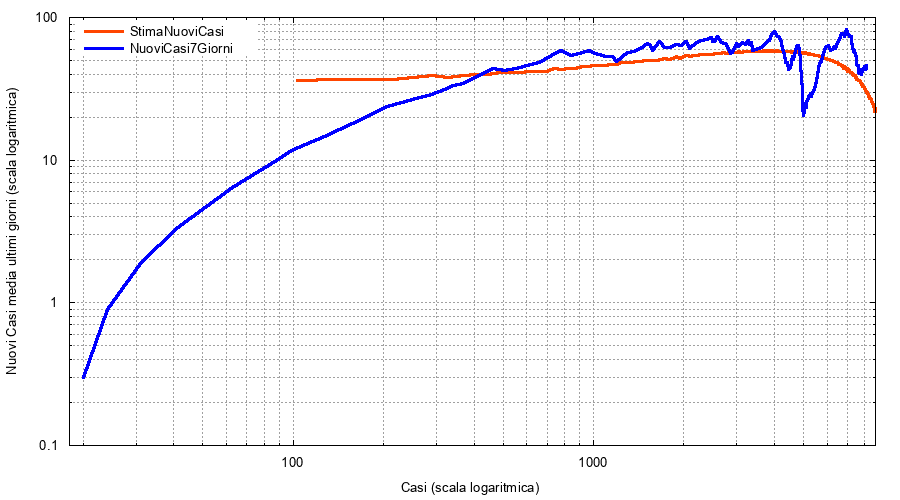 100
StimaNuoviCasi
NuoviCasi7Giorni
10
1
0.1
Nuovi Casi media ultimi giorni (scala logaritmica)
100
1000
Casi (scala logaritmica)